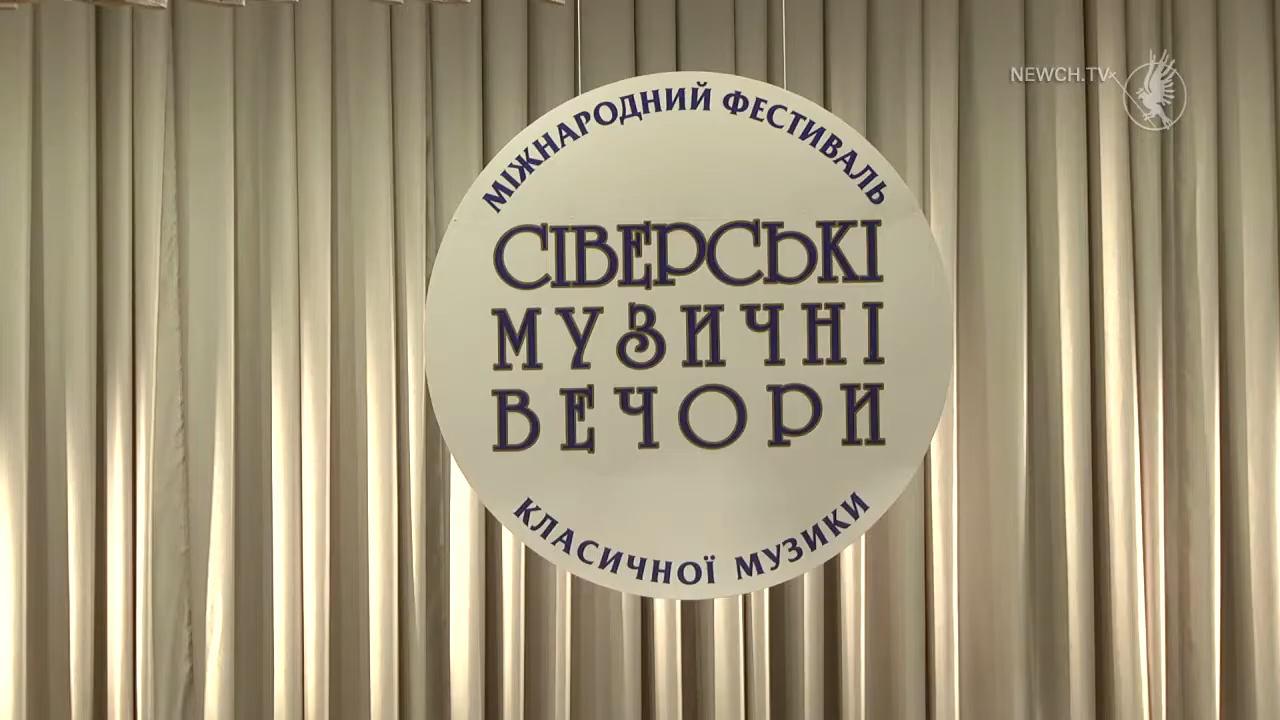 NEWCH.TV
МІЖНАРОДНИЙ ФЕСТИВАЛЬ
СІВЕРСЬКІ
МУЗИЧНІ
ВЕЧОРИ
КЛАСИЧНОЇ МУЗИКИ